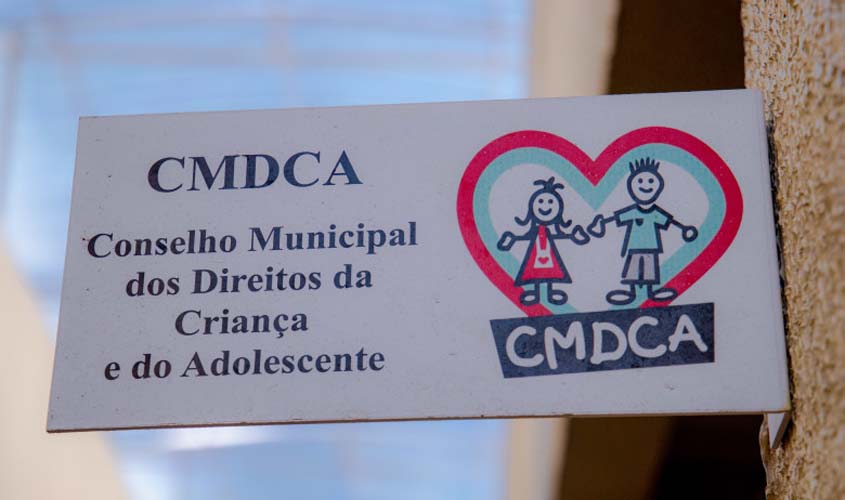 CMDCA
Conselho Municipal
dos Direitos da
Criança
e do Adolescente
CMDCA